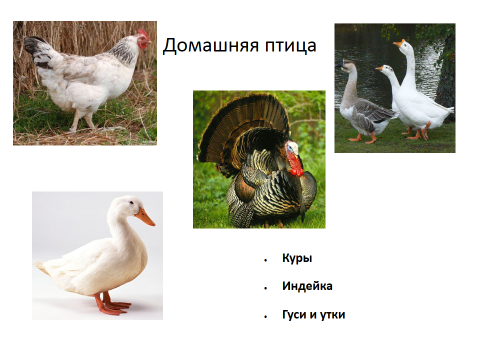 Домашняя птица
• Куры
• Индейка
• Гуси и утки